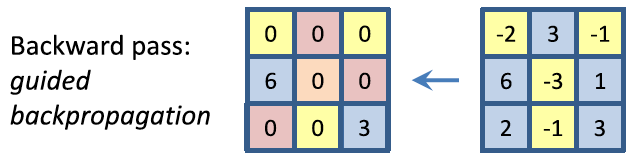 Backward pass:
guided
backpropagation
0 0 0
6 0 0
0 0 3
-2 3 -1
6 -3 1
2 -1 3